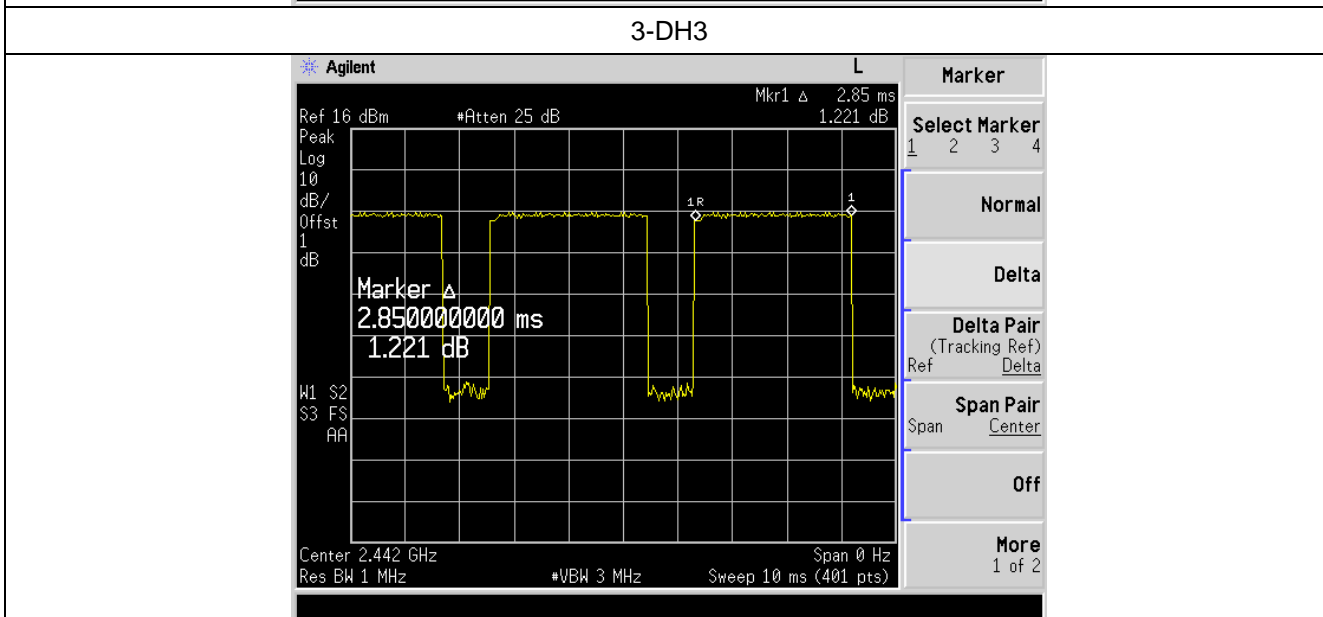 3-DH3
Agilent L
Mkr1 Δ 2.85 ms
Ref 16 dBm #Atten 25 dB 1.221 dB
Peak
Log
10
dB/
Offst
1
dB
1R
1
Marker Δ
2.850000000 ms
1.221 dB
W1 S2
S3 FS
AA
Center 2.442 GHz Span 0 Hz
Res BW 1 MHz #VBW 3 MHz Sweep 10 ms (401 pts)
Marker
Select Marker
1 2 3 4
Normal
Delta
Delta Pair
(Tracking Ref)
Ref Delta
Span Pair
Span Center
Off
More
1 of 2